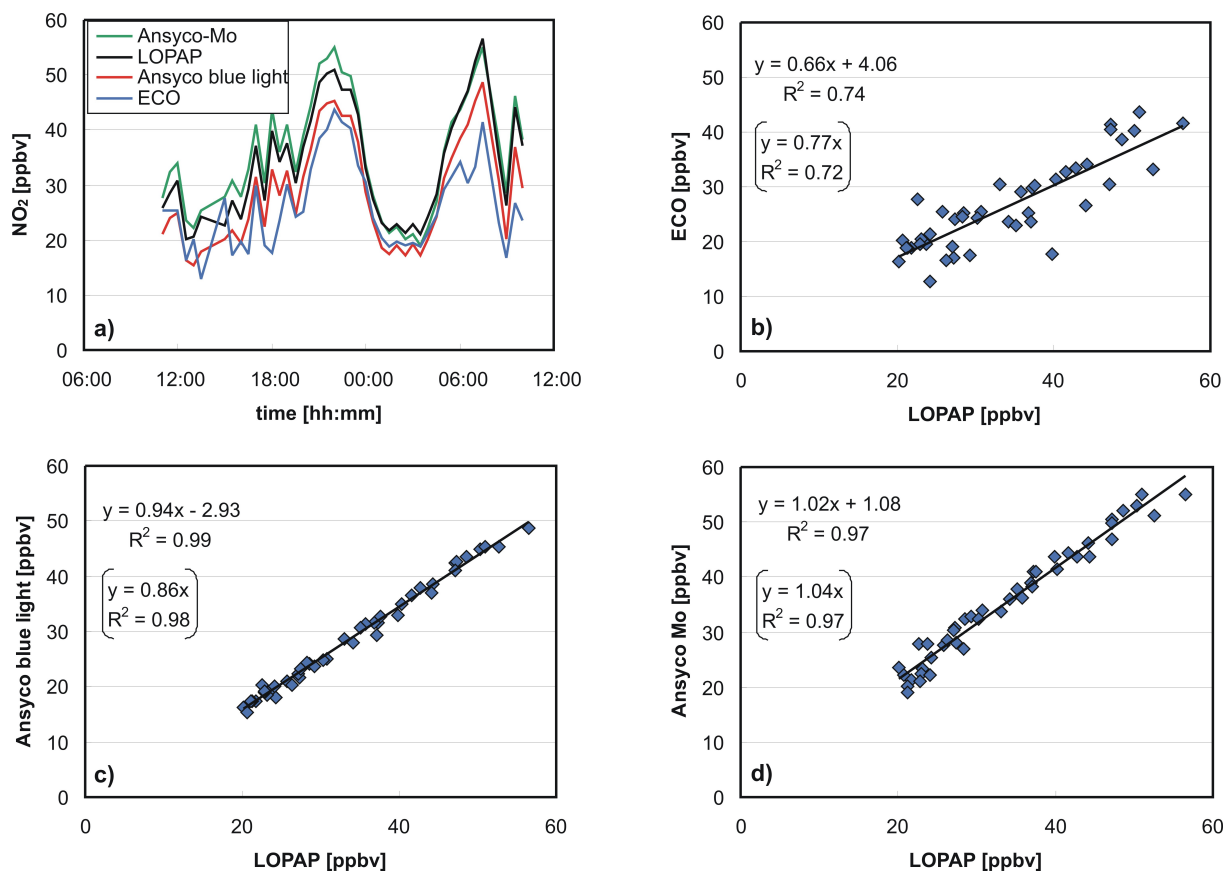 60
50
40
30
20
10
0
NO₂ [ppbv]
Ansyco-Mo
LOPAP
Ansyco blue light
ECO
a)
06:00 12:00 18:00 00:00 06:00 12:00
time [hh:mm]
60
50
40
30
20
10
0
ECO [ppbv]
y = 0.66x + 4.06
R² = 0.74
y = 0.77x
R² = 0.72
b)
0 20 40 60
LOPAP [ppbv]
60
50
40
30
20
10
0
Ansyco blue light [ppbv]
y = 0.94x - 2.93
R² = 0.99
y = 0.86x
R² = 0.98
c)
0 20 40 60
LOPAP [ppbv]
60
50
40
30
20
10
0
Ansyco Mo [ppbv]
y = 1.02x + 1.08
R² = 0.97
y = 1.04x
R² = 0.97
d)
0 20 40 60
LOPAP [ppbv]